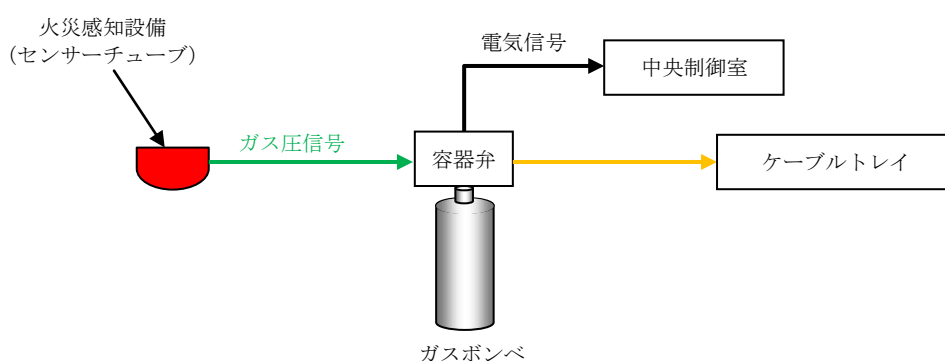 火災感知設備
(センサーチューブ)
電気信号
中央制御室
ガス圧信号
容器弁
ケーブルトレイ
ガスボンベ